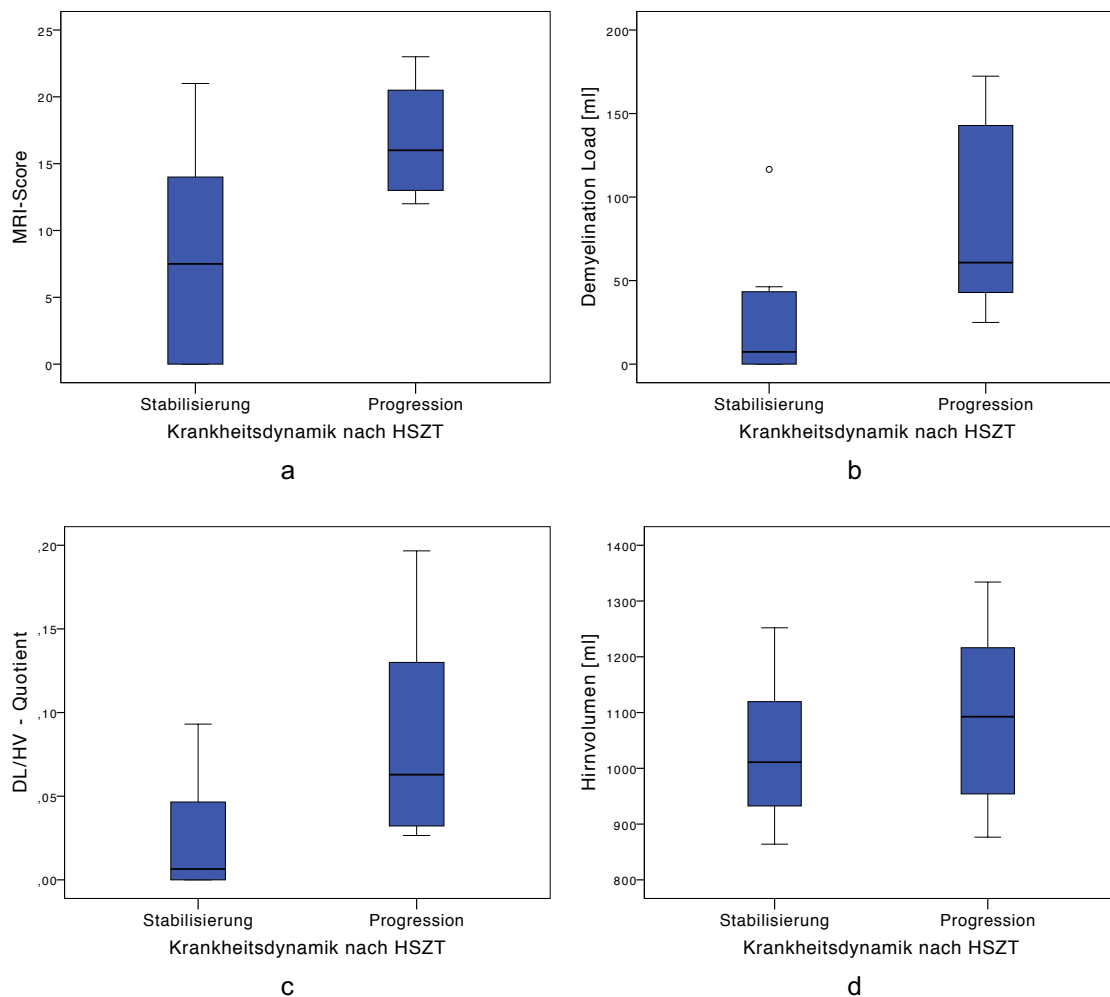 25
20
15
10
5
0
MRI-Score
Stabilisierung Progression
Krankheitsdynamik nach HSZT
a
200
150
100
50
0
Demyelination Load [ml]
Stabilisierung Progression
Krankheitsdynamik nach HSZT
b
,20
,15
,10
,05
,00
DL/HV - Quotient
Stabilisierung Progression
Krankheitsdynamik nach HSZT
c
1400
1300
1200
1100
1000
900
800
Hirnvolumen [ml]
Stabilisierung Progression
Krankheitsdynamik nach HSZT
d